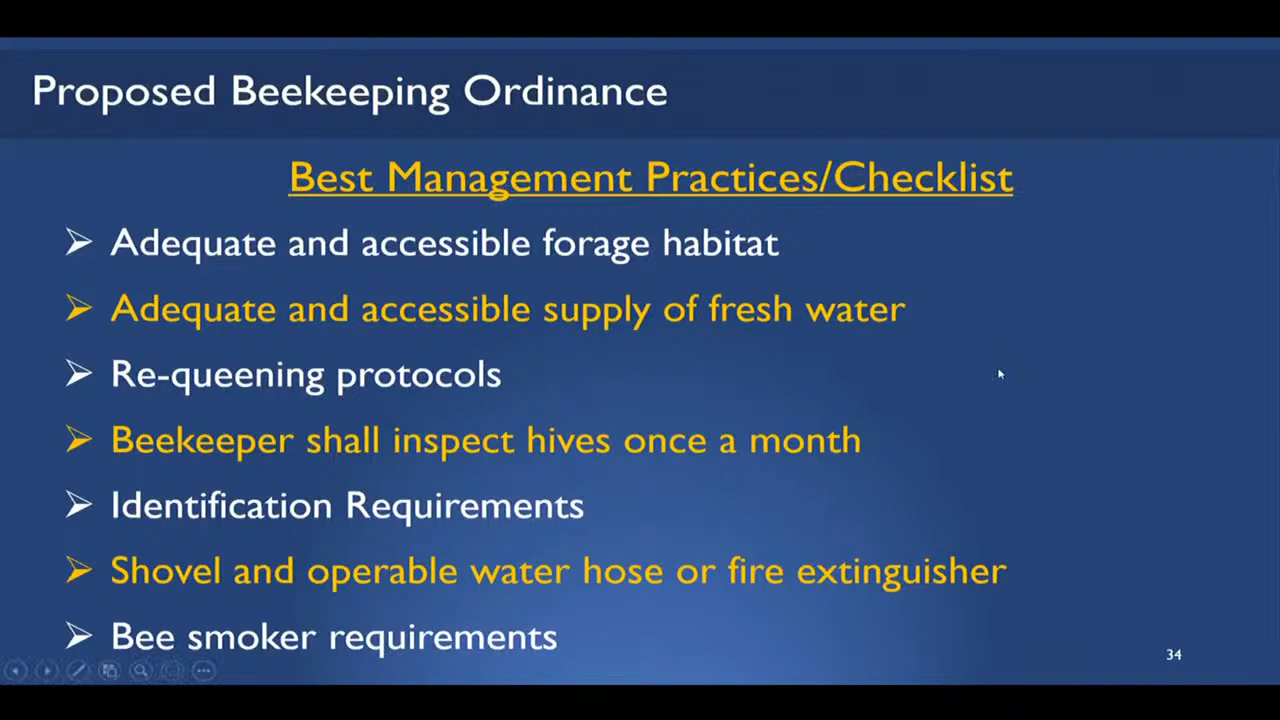 Proposed Beekeeping Ordinance
Best Management Practices/Checklist
Adequate and accessible forage habitat
Adequate and accessible supply of fresh water
Re-queening protocols
Beekeeper shall inspect hives once a month
Identification Requirements
Shovel and operable water hose or fire extinguisher
Bee smoker requirements
34